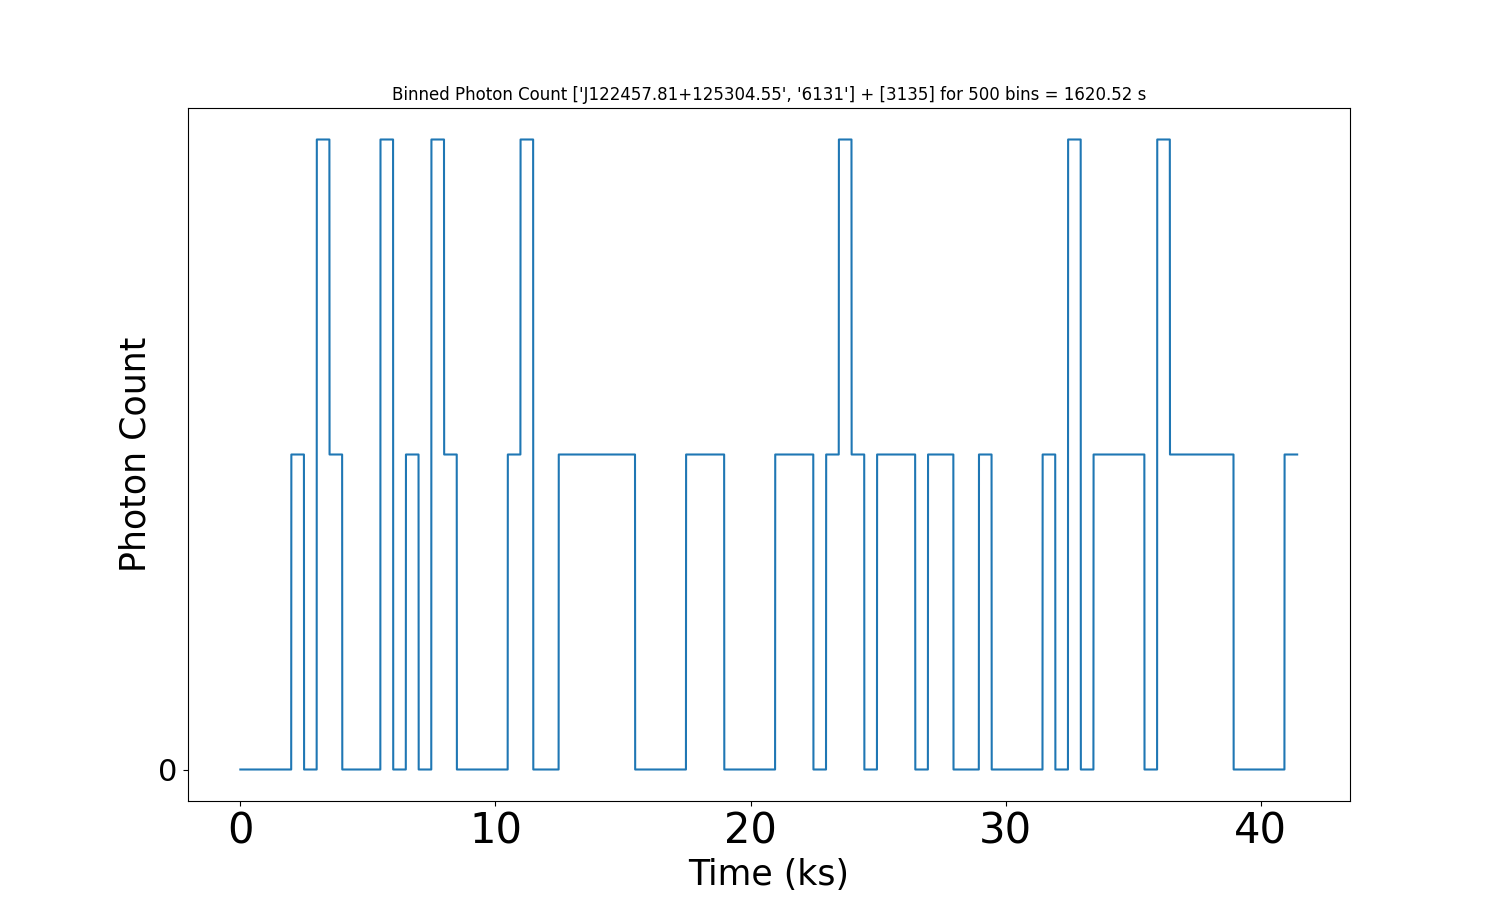 Binned Photon Count ['J122457.81+125304.55', '6131'] + [3135] for 500 bins = 1620.52 s
Photon Count
0
0 10 20 30 40
Time (ks)